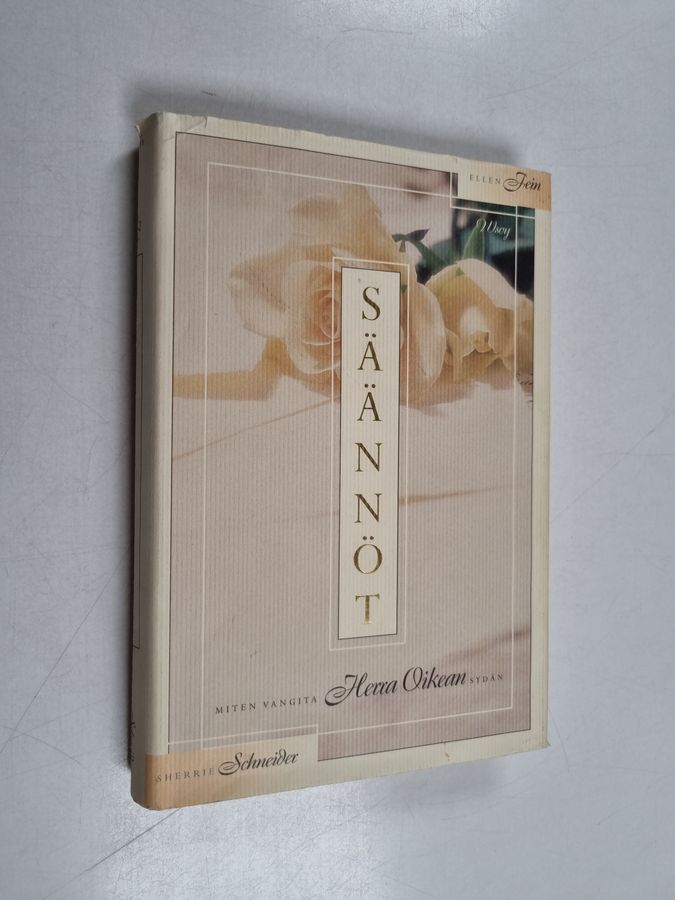 ELLEN Fein
Wsoy
SÄÄNNÖT
MITEN VANGITA Herra Oikean SYDÄN
SHERRIE Schneider